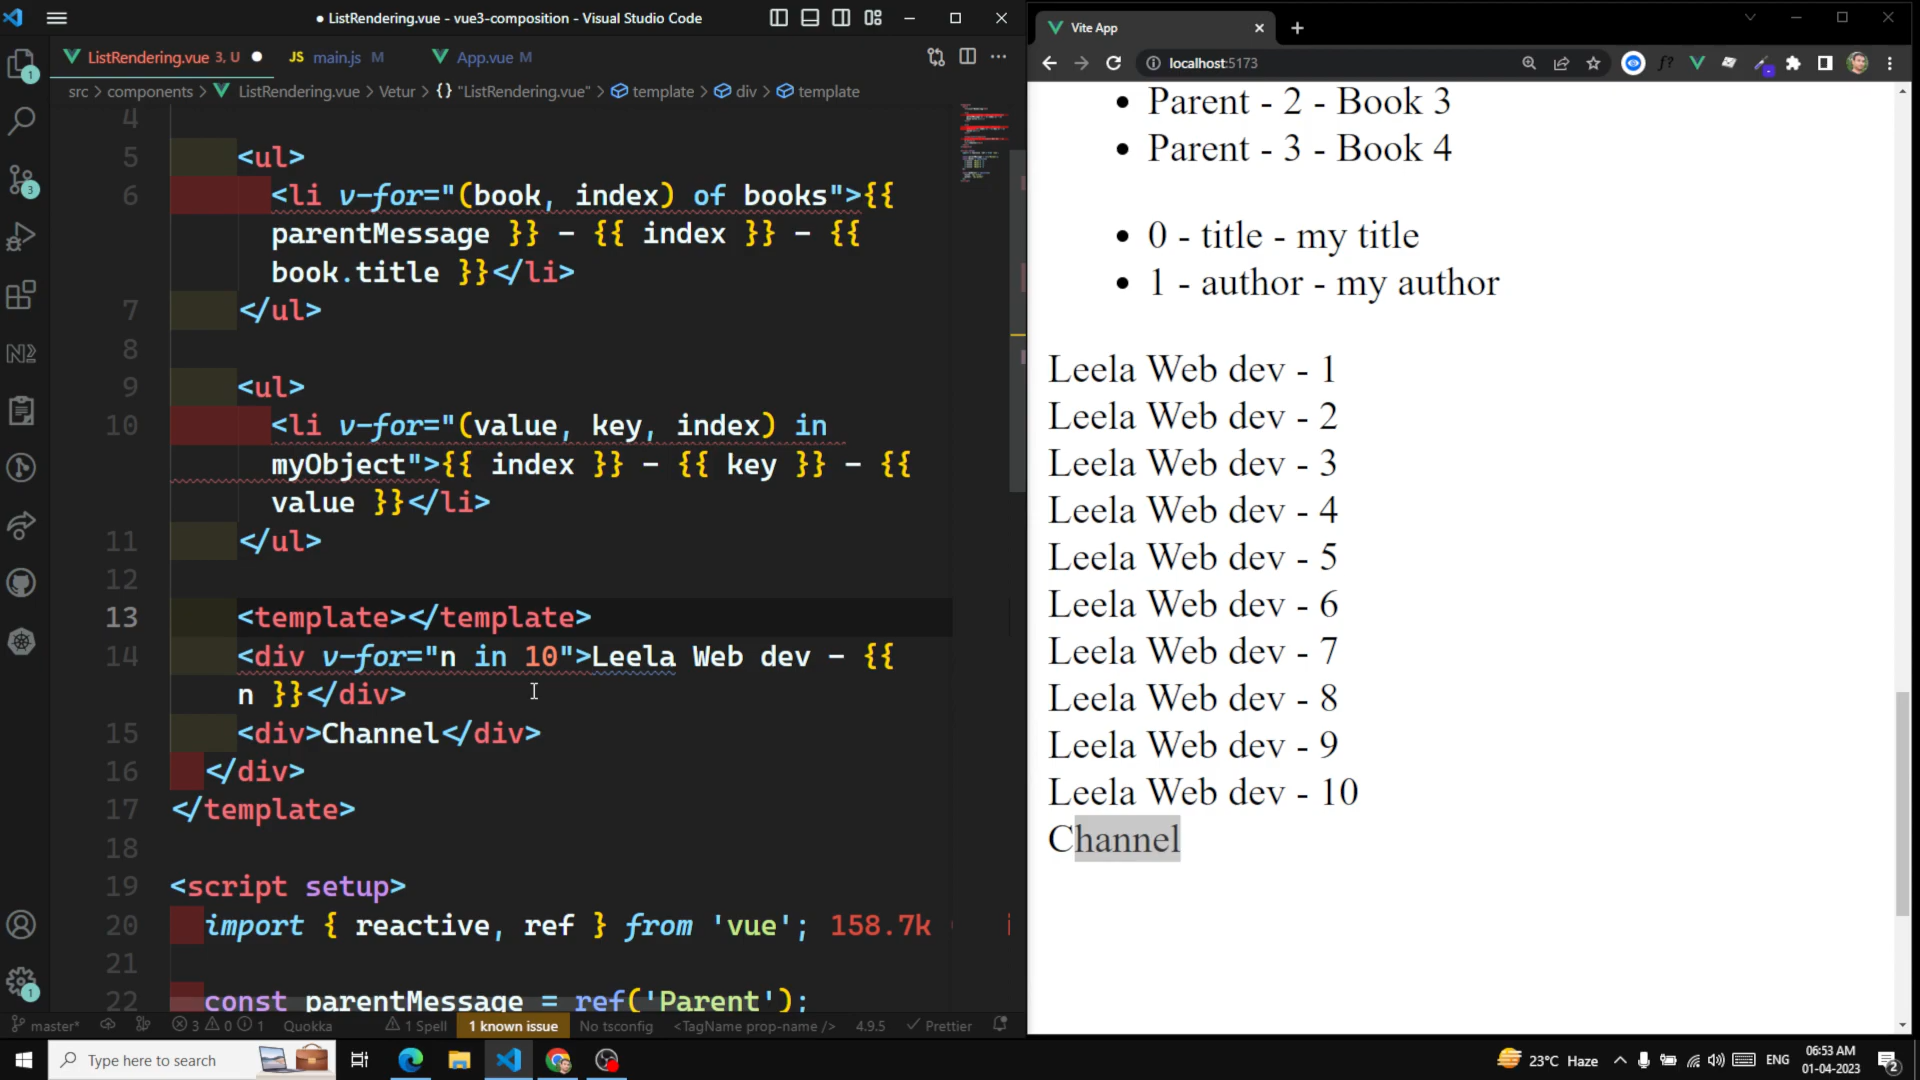 ListRendering.vue - vue3-composition - Visual Studio Code
ListRendering.vue 3, U
JS main.js M
App.vue M
src > components > ListRendering.vue > Vetur > {} "ListRendering.vue" > template > div > template
4
5 <ul>
6 <li v-for="(book, index) of books">{{
parentMessage }} - {{ index }} - {{
book.title }}</li>
7 </ul>
8
9 <ul>
10 <li v-for="(value, key, index) in
myObject">{{ index }} - {{ key }} - {{
value }}</li>
11 </ul>
12
13 <template></template>
14 <div v-for="n in 10">Leela Web dev - {{
n }}</div>
15 <div>Channel</div>
16 </div>
17 </template>
18
19 <script setup>
20 import { reactive, ref } from 'vue'; 158.7k
21
22 const parentMessage = ref('Parent');
master* 3 0 1 Quokka 1 Spell 1 known issue No tsconfig <TagName prop-name /> 4.9.5 Prettier
Vite App
localhost:5173
• Parent - 2 - Book 3
• Parent - 3 - Book 4
• 0 - title - my title
• 1 - author - my author
Leela Web dev - 1
Leela Web dev - 2
Leela Web dev - 3
Leela Web dev - 4
Leela Web dev - 5
Leela Web dev - 6
Leela Web dev - 7
Leela Web dev - 8
Leela Web dev - 9
Leela Web dev - 10
Channel
Type here to search
23°C Haze
ENG
06:53 AM
01-04-2023
2